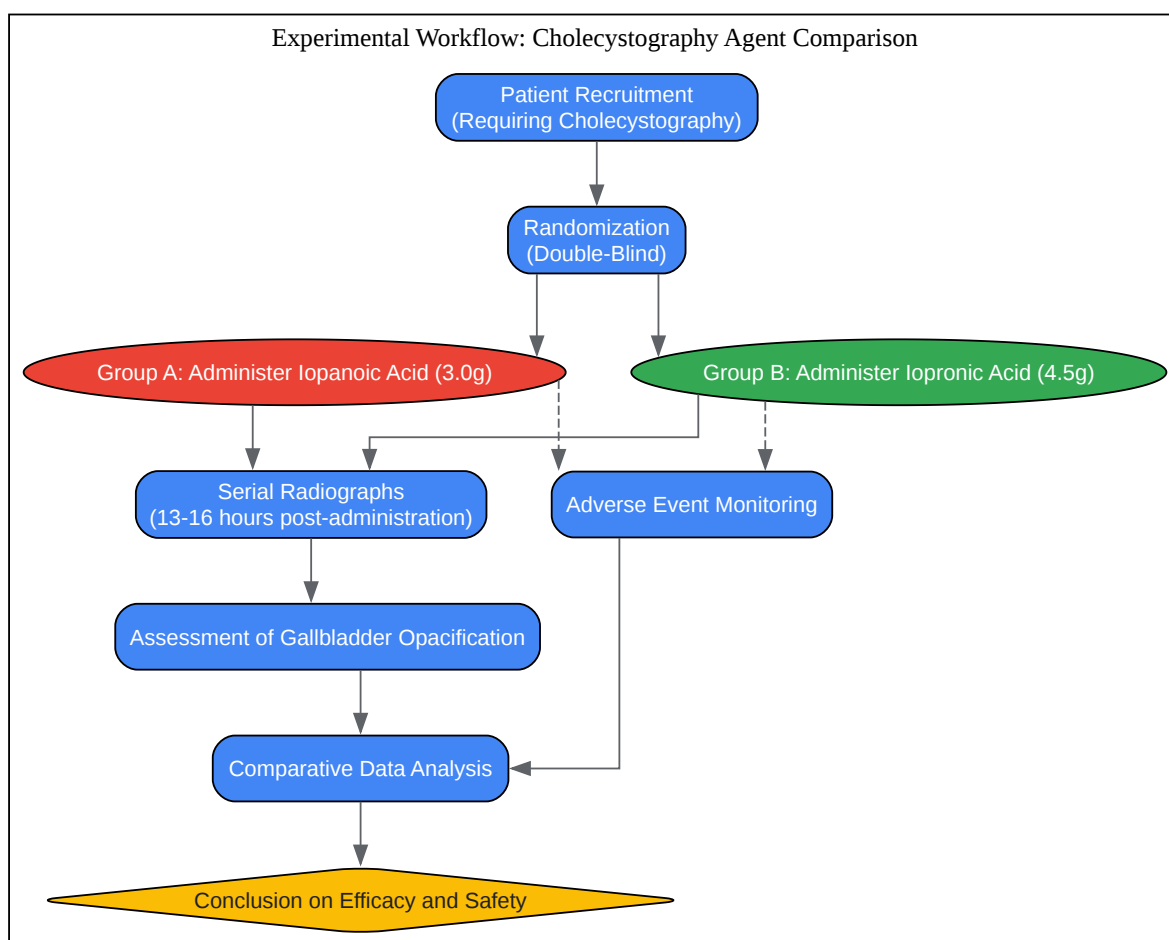 Experimental Workflow: Cholecystography Agent Comparison
Patient Recruitment
(Requiring Cholecystography)
Randomization
(Double-Blind)
Group A: Administer Iopanoic Acid (3.0g)
Group B: Administer Iopronic Acid (4.5g)
Serial Radiographs
(13-16 hours post-administration)
Adverse Event Monitoring
Assessment of Gallbladder Opacification
Comparative Data Analysis
Conclusion on Efficacy and Safety